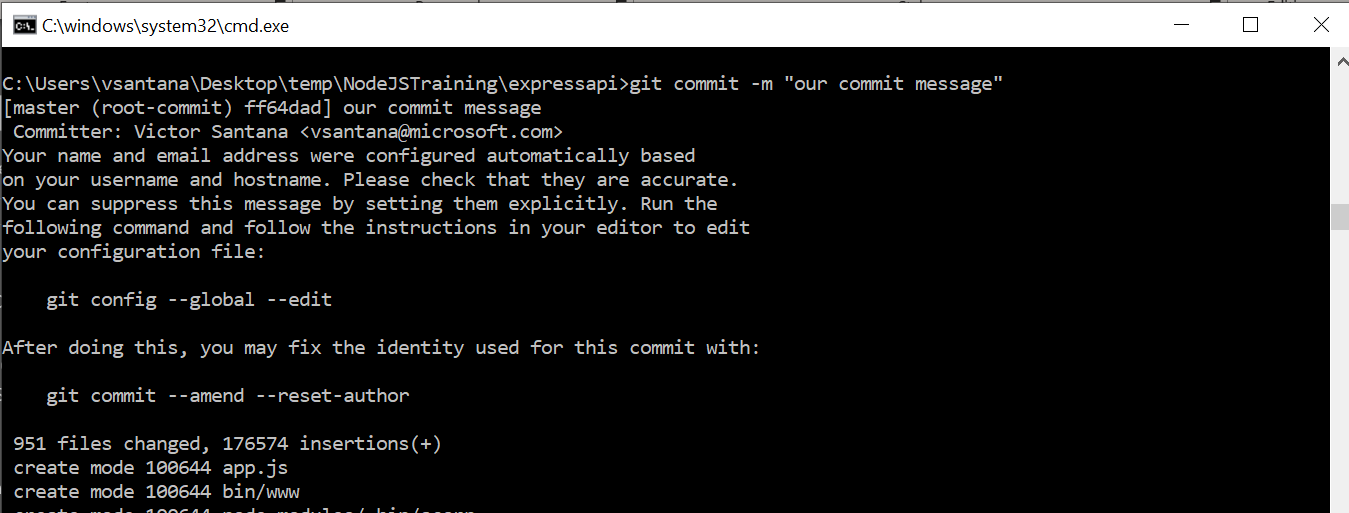 C:\windows\system32\cmd.exe
C:\Users\vsantana\Desktop\temp\NodeJSTraining\expressapi>git commit -m "our commit message"
[master (root-commit) ff64dad] our commit message
 Committer: Victor Santana <vsantana@microsoft.com>
Your name and email address were configured automatically based
on your username and hostname. Please check that they are accurate.
You can suppress this message by setting them explicitly. Run the
following command and follow the instructions in your editor to edit
your configuration file:
    git config --global --edit
After doing this, you may fix the identity used for this commit with:
    git commit --amend --reset-author
 951 files changed, 176574 insertions(+)
 create mode 100644 app.js
 create mode 100644 bin/www
 create mode 100644